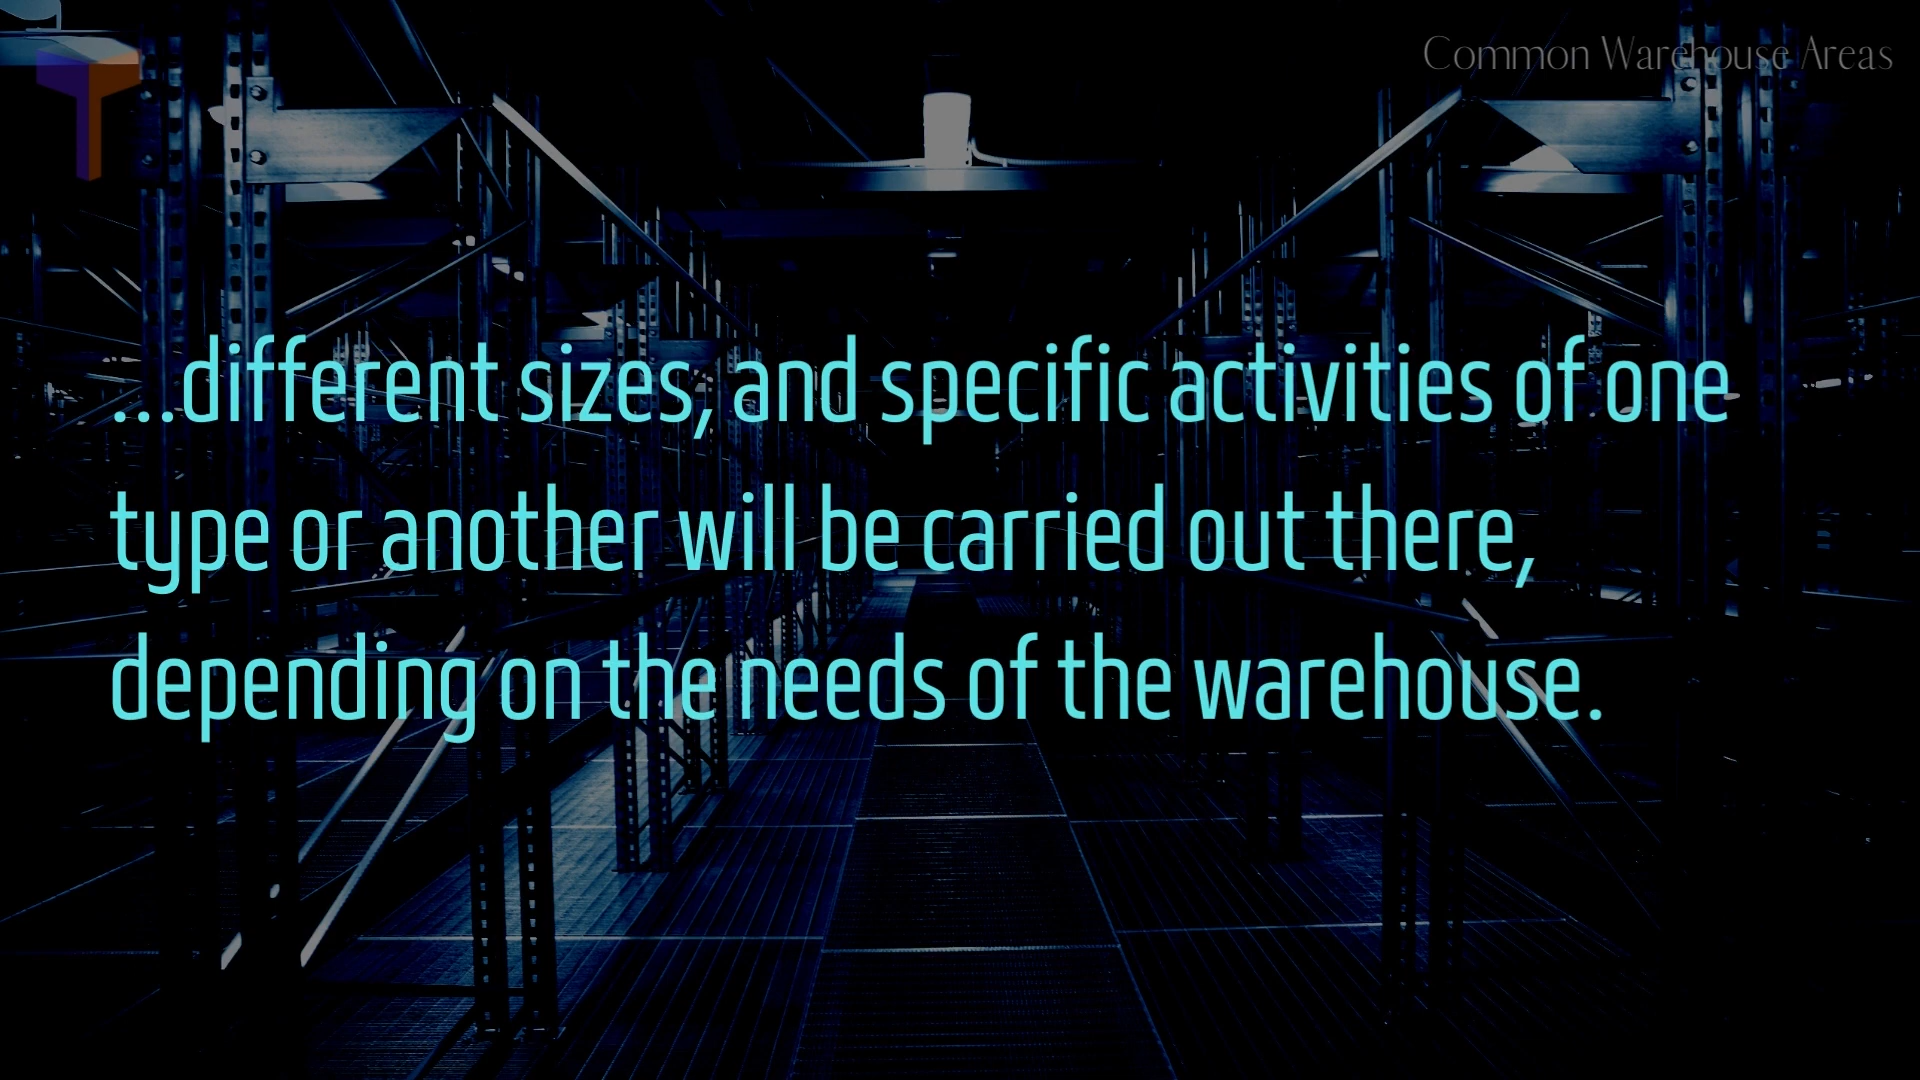 Common Warehouse Areas
...different sizes, and specific activities of one
type or another will be carried out there,
depending on the needs of the warehouse.